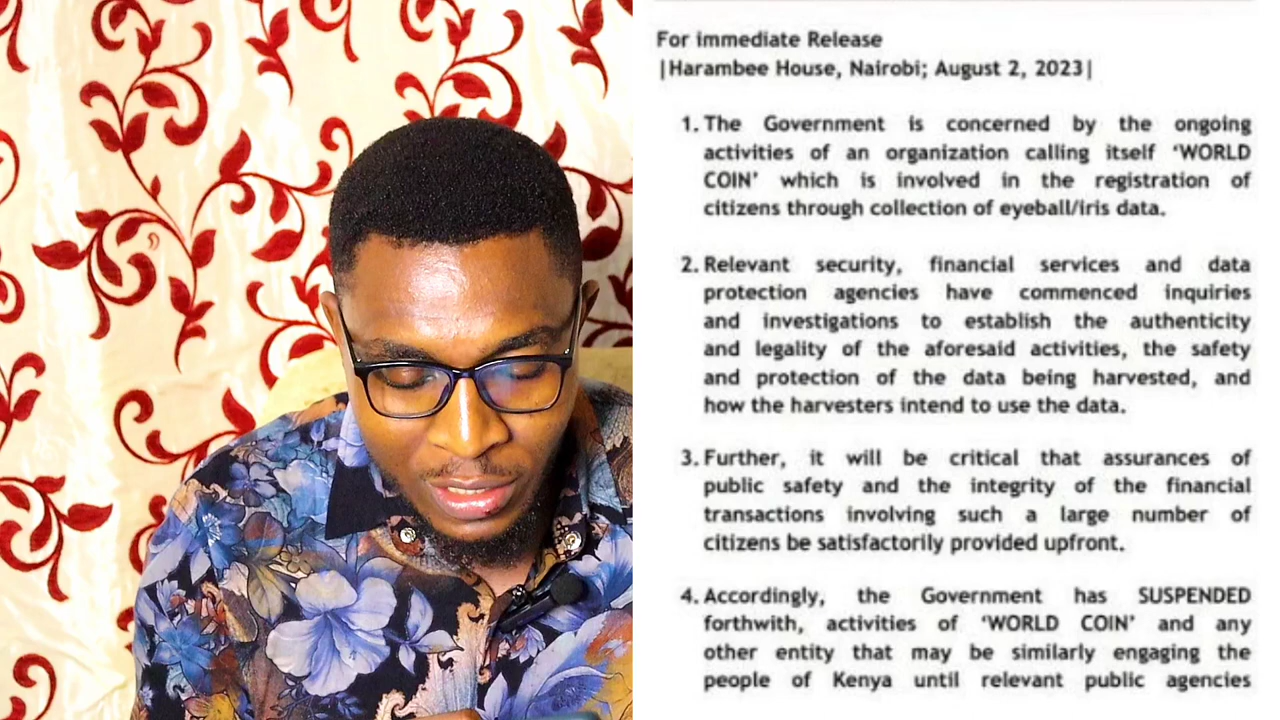 For immediate Release
|Harambee House, Nairobi; August 2, 2023|
1. The Government is concerned by the ongoing
activities of an organization calling itself ‘WORLD
COIN’ which is involved in the registration of
citizens through collection of eyeball/iris data.
2. Relevant security, financial services and data
protection agencies have commenced inquiries
and investigations to establish the authenticity
and legality of the aforesaid activities, the safety
and protection of the data being harvested, and
how the harvesters intend to use the data.
3. Further, it will be critical that assurances of
public safety and the integrity of the financial
transactions involving such a large number of
citizens be satisfactorily provided upfront.
4. Accordingly, the Government has SUSPENDED
forthwith, activities of ‘WORLD COIN’ and any
other entity that may be similarly engaging the
people of Kenya until relevant public agencies